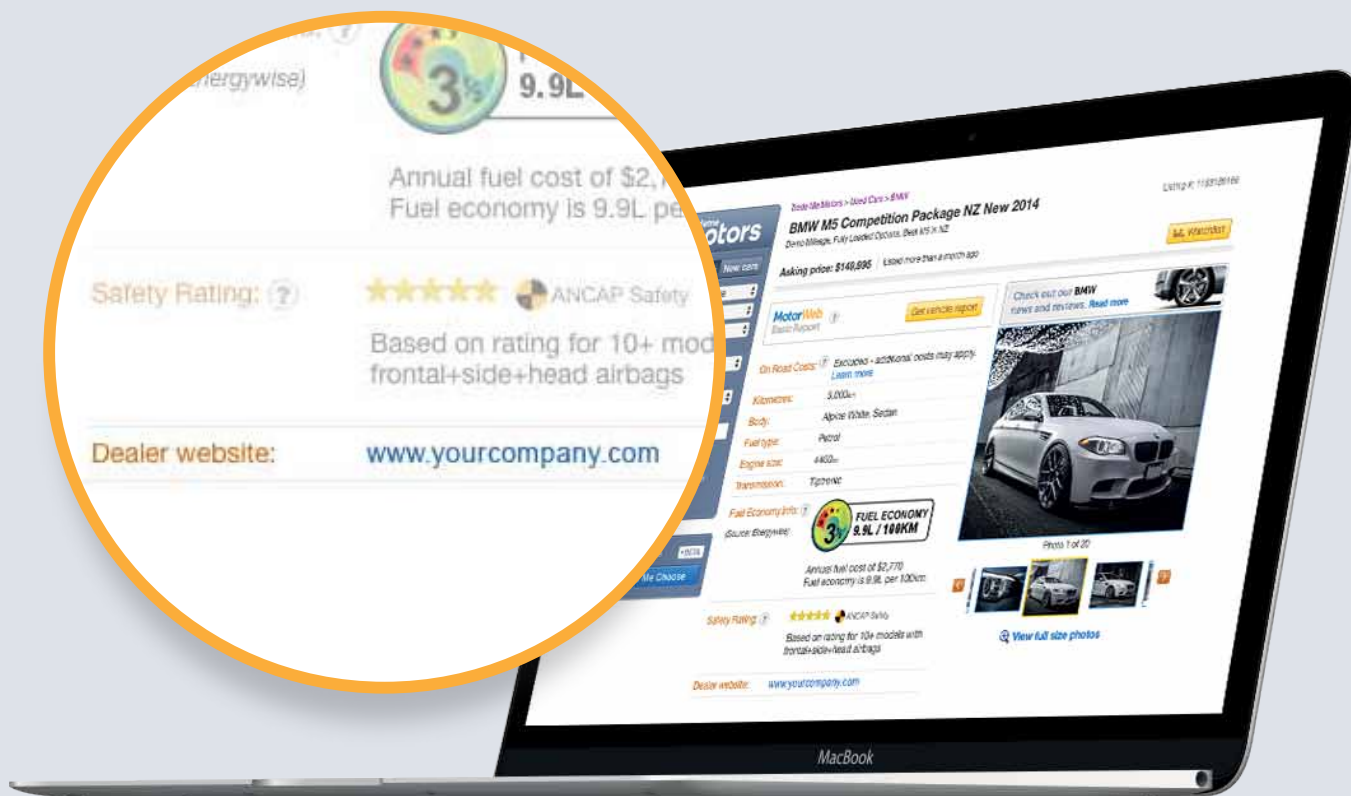 (energywise)
3½
9.9L
Annual fuel cost of $2,
Fuel economy is 9.9L pe
Safety Rating: ? ★★★★★ ANCAP Safety
Based on rating for 10+ mod
frontal+side+head airbags
Dealer website: www.yourcompany.com
Motors
New cars
Me Choose
Trade Me Motors > Used Cars > BMW
Listing #:
BMW M5 Competition Package NZ New 2014
Demo Mileage, Fully Loaded Options, Best M5 in NZ
Watchlist
Asking price: $149,995 | Listed more than a month ago
MotorWeb ?
Basic Report
Get vehicle report
Check out our BMW
news and reviews. Read more
On Road Costs: ? Excluded - additional costs may apply.
Learn more
Kilometres: 5,000km
Body: Alpine White, Sedan
Fuel type: Petrol
Engine size: 4400cc
Transmission: Tiptronic
Fuel Economy Info: ?
(Source: Energywise)
3½
FUEL ECONOMY
9.9L / 100KM
Annual fuel cost of $2,770
Fuel economy is 9.9L per 100km
Safety Rating: ? ★★★★★ ANCAP Safety
Based on rating for 10+ models with
frontal+side+head airbags
Dealer website: www.yourcompany.com
Photo 1 of 20
View full size photos
MacBook